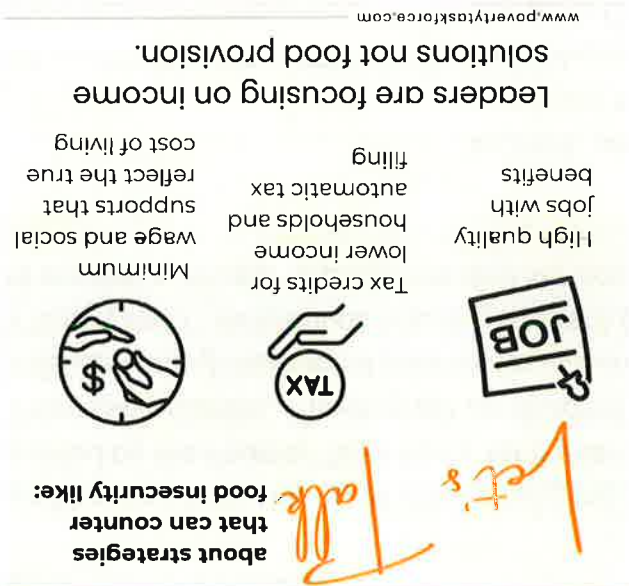 Let's
Talk
about strategies
that can counter
food insecurity like:
JOB
High quality
jobs with
benefits
TAX
Tax credits for
lower income
households and
automatic tax
filing
$
Minimum
wage and social
supports that
reflect the true
cost of living
Leaders are focusing on income
solutions not food provision.
www.povertytaskforce.com